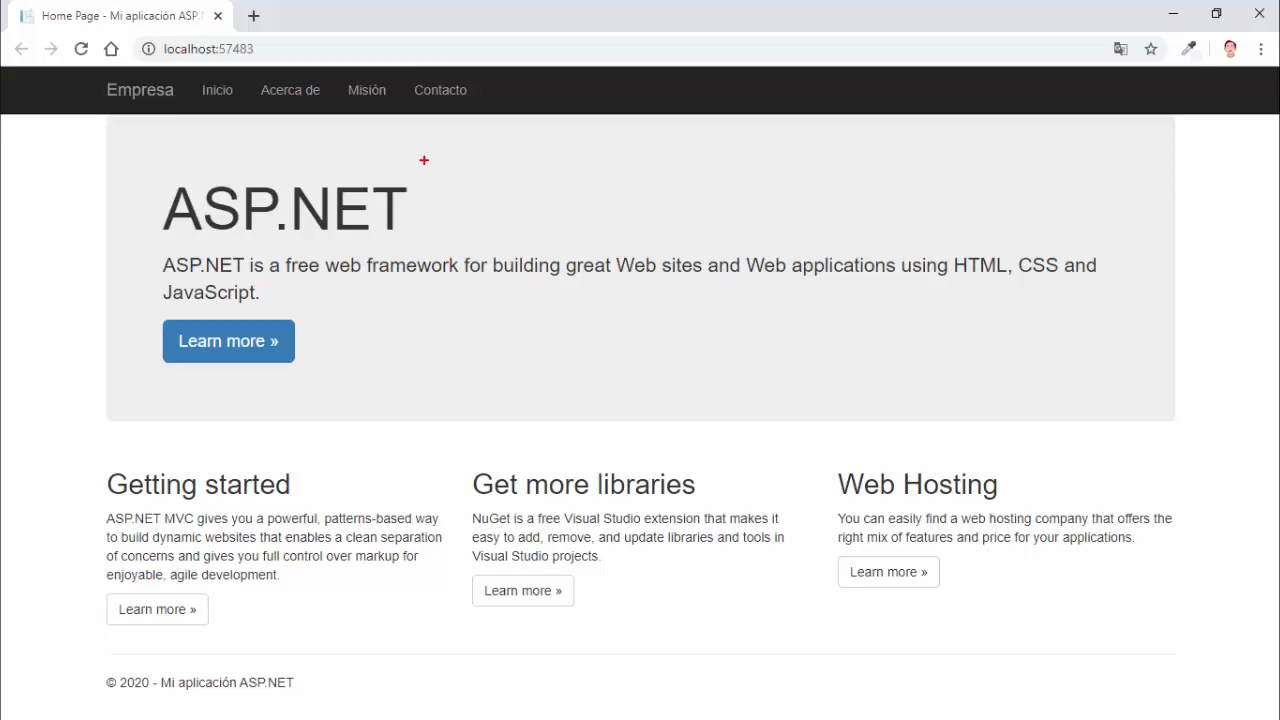 Home Page - Mi aplicación ASP.
localhost:57483
Empresa Inicio Acerca de Misión Contacto
ASP.NET
ASP.NET is a free web framework for building great Web sites and Web applications using HTML, CSS and
JavaScript.
Learn more »
Getting started
ASP.NET MVC gives you a powerful, patterns-based way
to build dynamic websites that enables a clean separation
of concerns and gives you full control over markup for
enjoyable, agile development.
Learn more »
Get more libraries
NuGet is a free Visual Studio extension that makes it
easy to add, remove, and update libraries and tools in
Visual Studio projects.
Learn more »
Web Hosting
You can easily find a web hosting company that offers the
right mix of features and price for your applications.
Learn more »
© 2020 - Mi aplicación ASP.NET